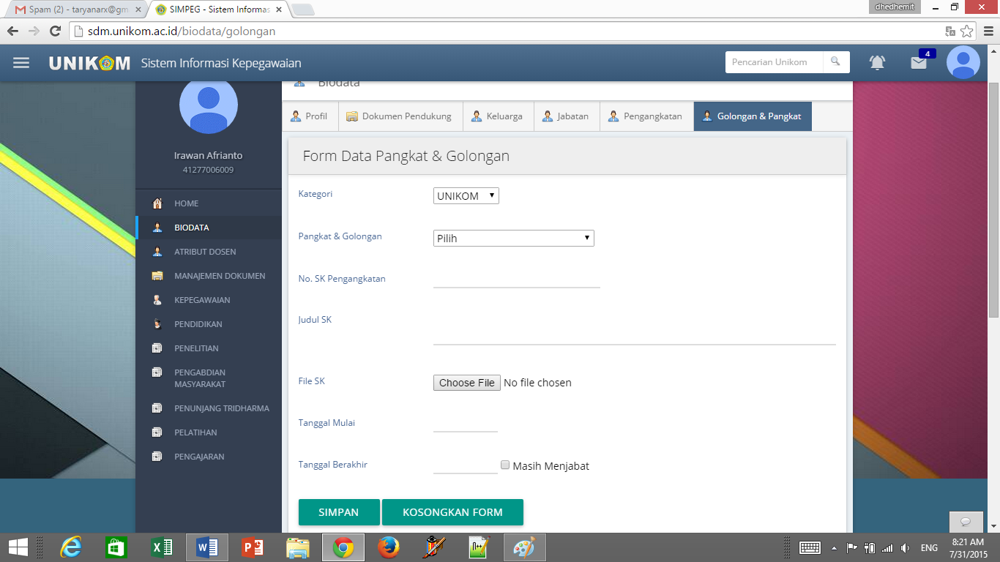 Spam (2) - taryanarx@gm
SIMPEG - Sistem Informas
dhedhemit
sdm.unikom.ac.id/biodata/golongan
UNIKOM Sistem Informasi Kepegawaian
Pencarian Unikom
4
Biodata
Profil
Dokumen Pendukung
Keluarga
Jabatan
Pengangkatan
Golongan & Pangkat
Irawan Afrianto
41277006009
HOME
BIODATA
ATRIBUT DOSEN
MANAJEMEN DOKUMEN
KEPEGAWAIAN
PENDIDIKAN
PENELITIAN
PENGABDIAN
MASYARAKAT
PENUNJANG TRIDHARMA
PELATIHAN
PENGAJARAN
Form Data Pangkat & Golongan
Kategori UNIKOM
Pangkat & Golongan Pilih
No. SK Pengangkatan
Judul SK
File SK Choose File No file chosen
Tanggal Mulai
Tanggal Berakhir Masih Menjabat
SIMPAN KOSONGKAN FORM
ENG
8:21 AM
7/31/2015